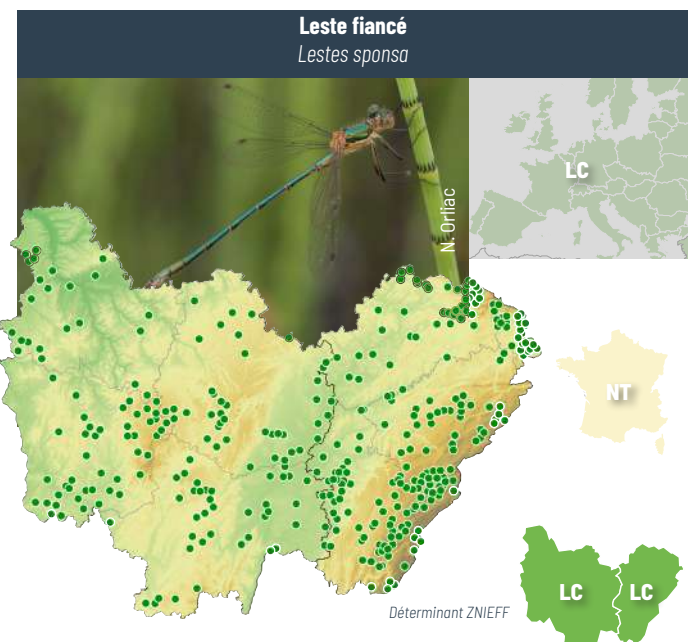 Leste fiancé
Lestes sponsa
LC
N. Orliac
NT
Déterminant ZNIEFF
LC
LC